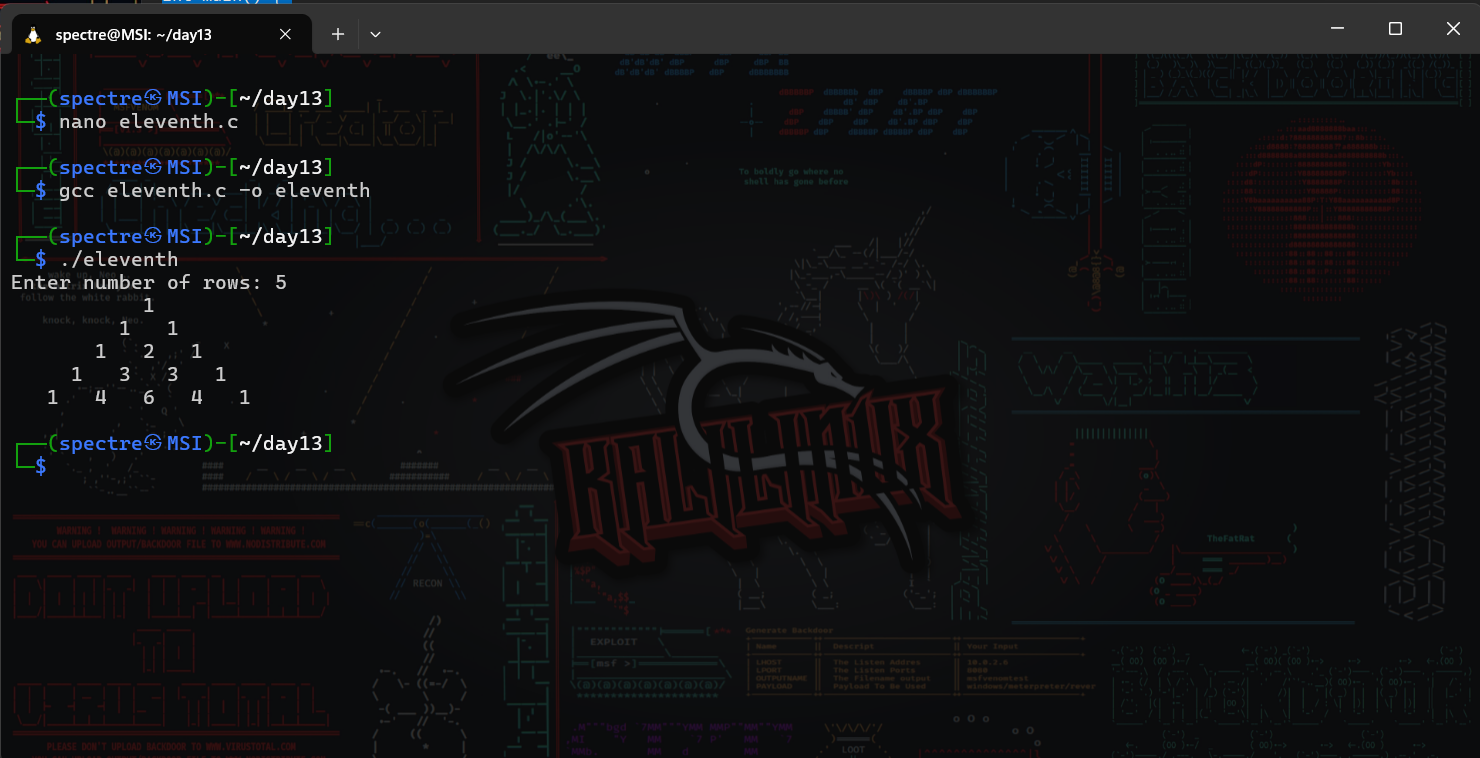 spectre@MSI: ~/day13
┌──(spectre㉿MSI)-[~/day13]
└─$ nano eleventh.c
┌──(spectre㉿MSI)-[~/day13]
└─$ gcc eleventh.c -o eleventh
┌──(spectre㉿MSI)-[~/day13]
└─$ ./eleventh
Enter number of rows: 5
1
1 1
1 2 1
1 3 3 1
1 4 6 4 1
┌──(spectre㉿MSI)-[~/day13]
└─$
follow the white rabbit
knock, knock, Neo.
To boldly go where no
shell has gone before
KALI LINUX
WARNING ! WARNING ! WARNING ! WARNING ! WARNING !
YOU CAN UPLOAD OUTPUT/BACKDOOR FILE TO WWW.NODISTRIBUTE.COM
DONT UPLOAD
TO
VIRUS TOTAL
PLEASE DON'T UPLOAD BACKDOOR TO WWW.VIRUSTOTAL.COM
RECON
EXPLOIT
[msf >]
LOOT
Generate Backdoor
Name Descript Your Input
LHOST The Listen Addres 10.0.1.6
LPORT The Listen Ports 8080
OUTPUTNAME The Filename output msfvenomtest
PAYLOAD Payload To Be Used windows/meterpreter/rever
TheFatRat